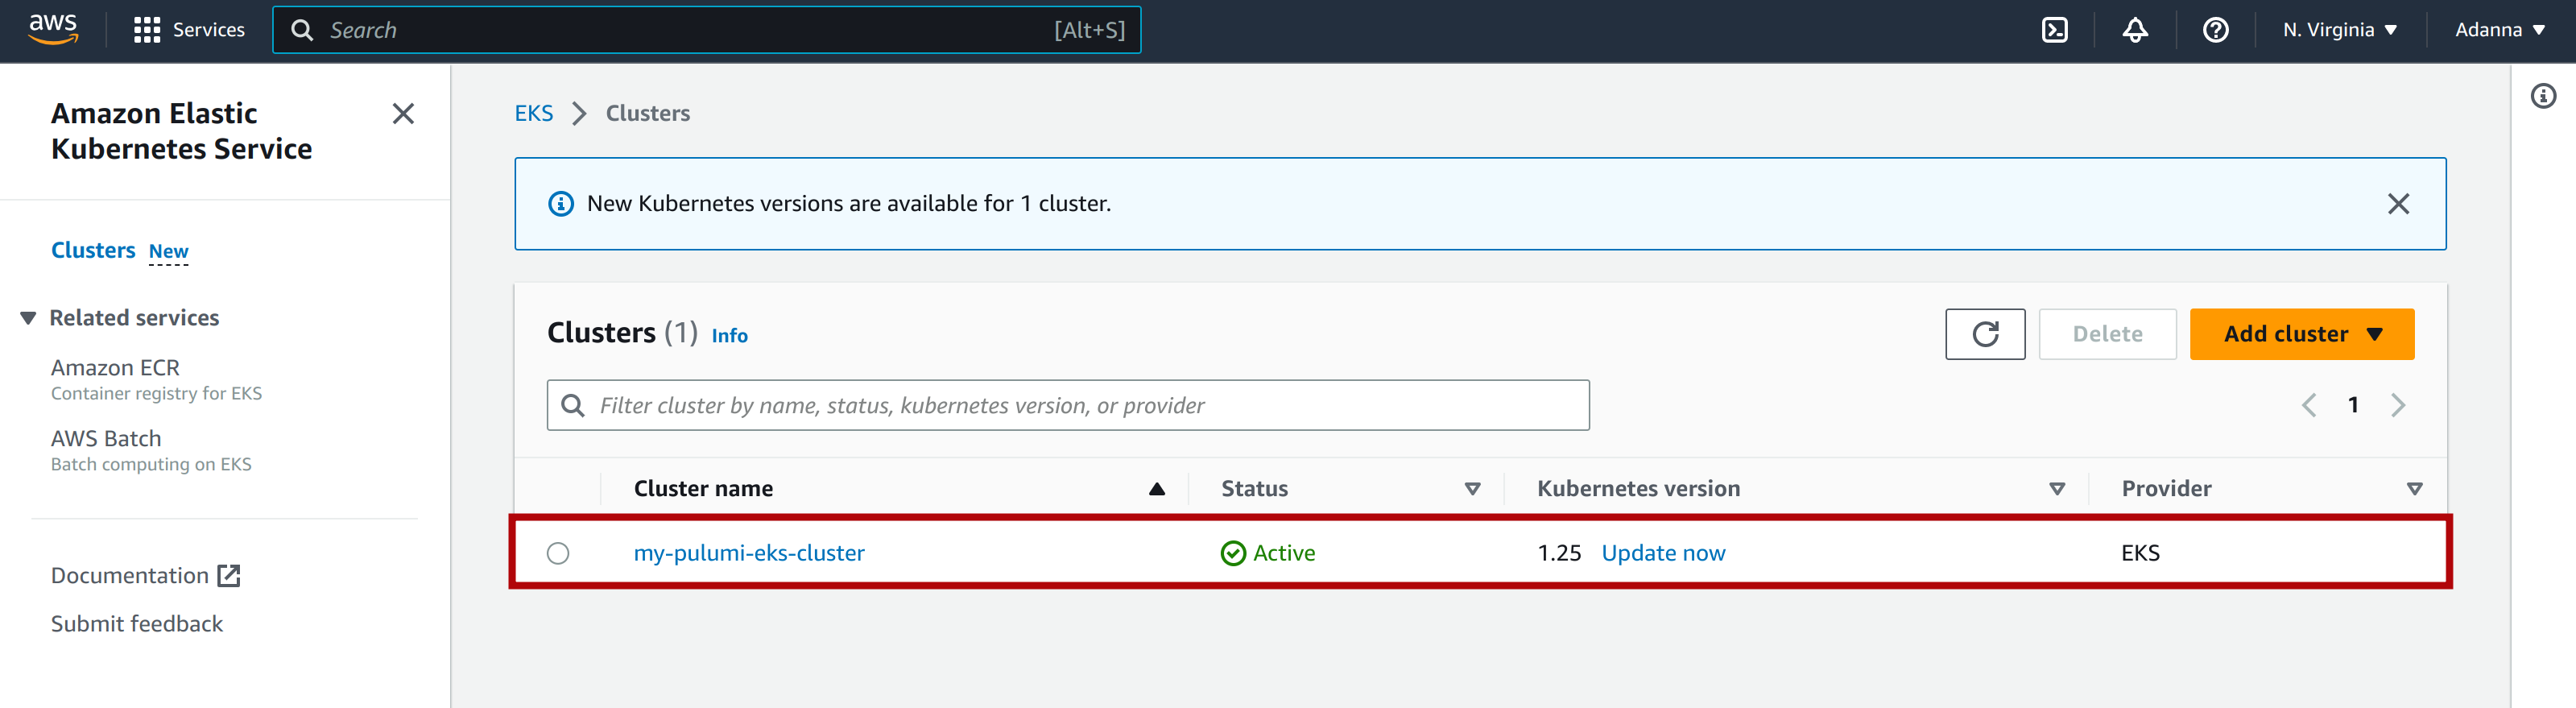 aws
Services
Search
[Alt+S]
N. Virginia
Adanna
Amazon Elastic
Kubernetes Service
Clusters New
Related services
Amazon ECR
Container registry for EKS
AWS Batch
Batch computing on EKS
Documentation
Submit feedback
EKS
Clusters
New Kubernetes versions are available for 1 cluster.
Clusters (1) Info
Delete
Add cluster
Filter cluster by name, status, kubernetes version, or provider
1
Cluster name
Status
Kubernetes version
Provider
my-pulumi-eks-cluster
Active
1.25 Update now
EKS